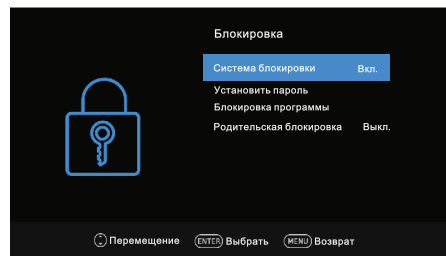 Блокировка
Система блокировки Вкл.
Установить пароль
Блокировка программы
Родительская блокировка Выкл.
Перемещение ENTER Выбрать MENU Возврат